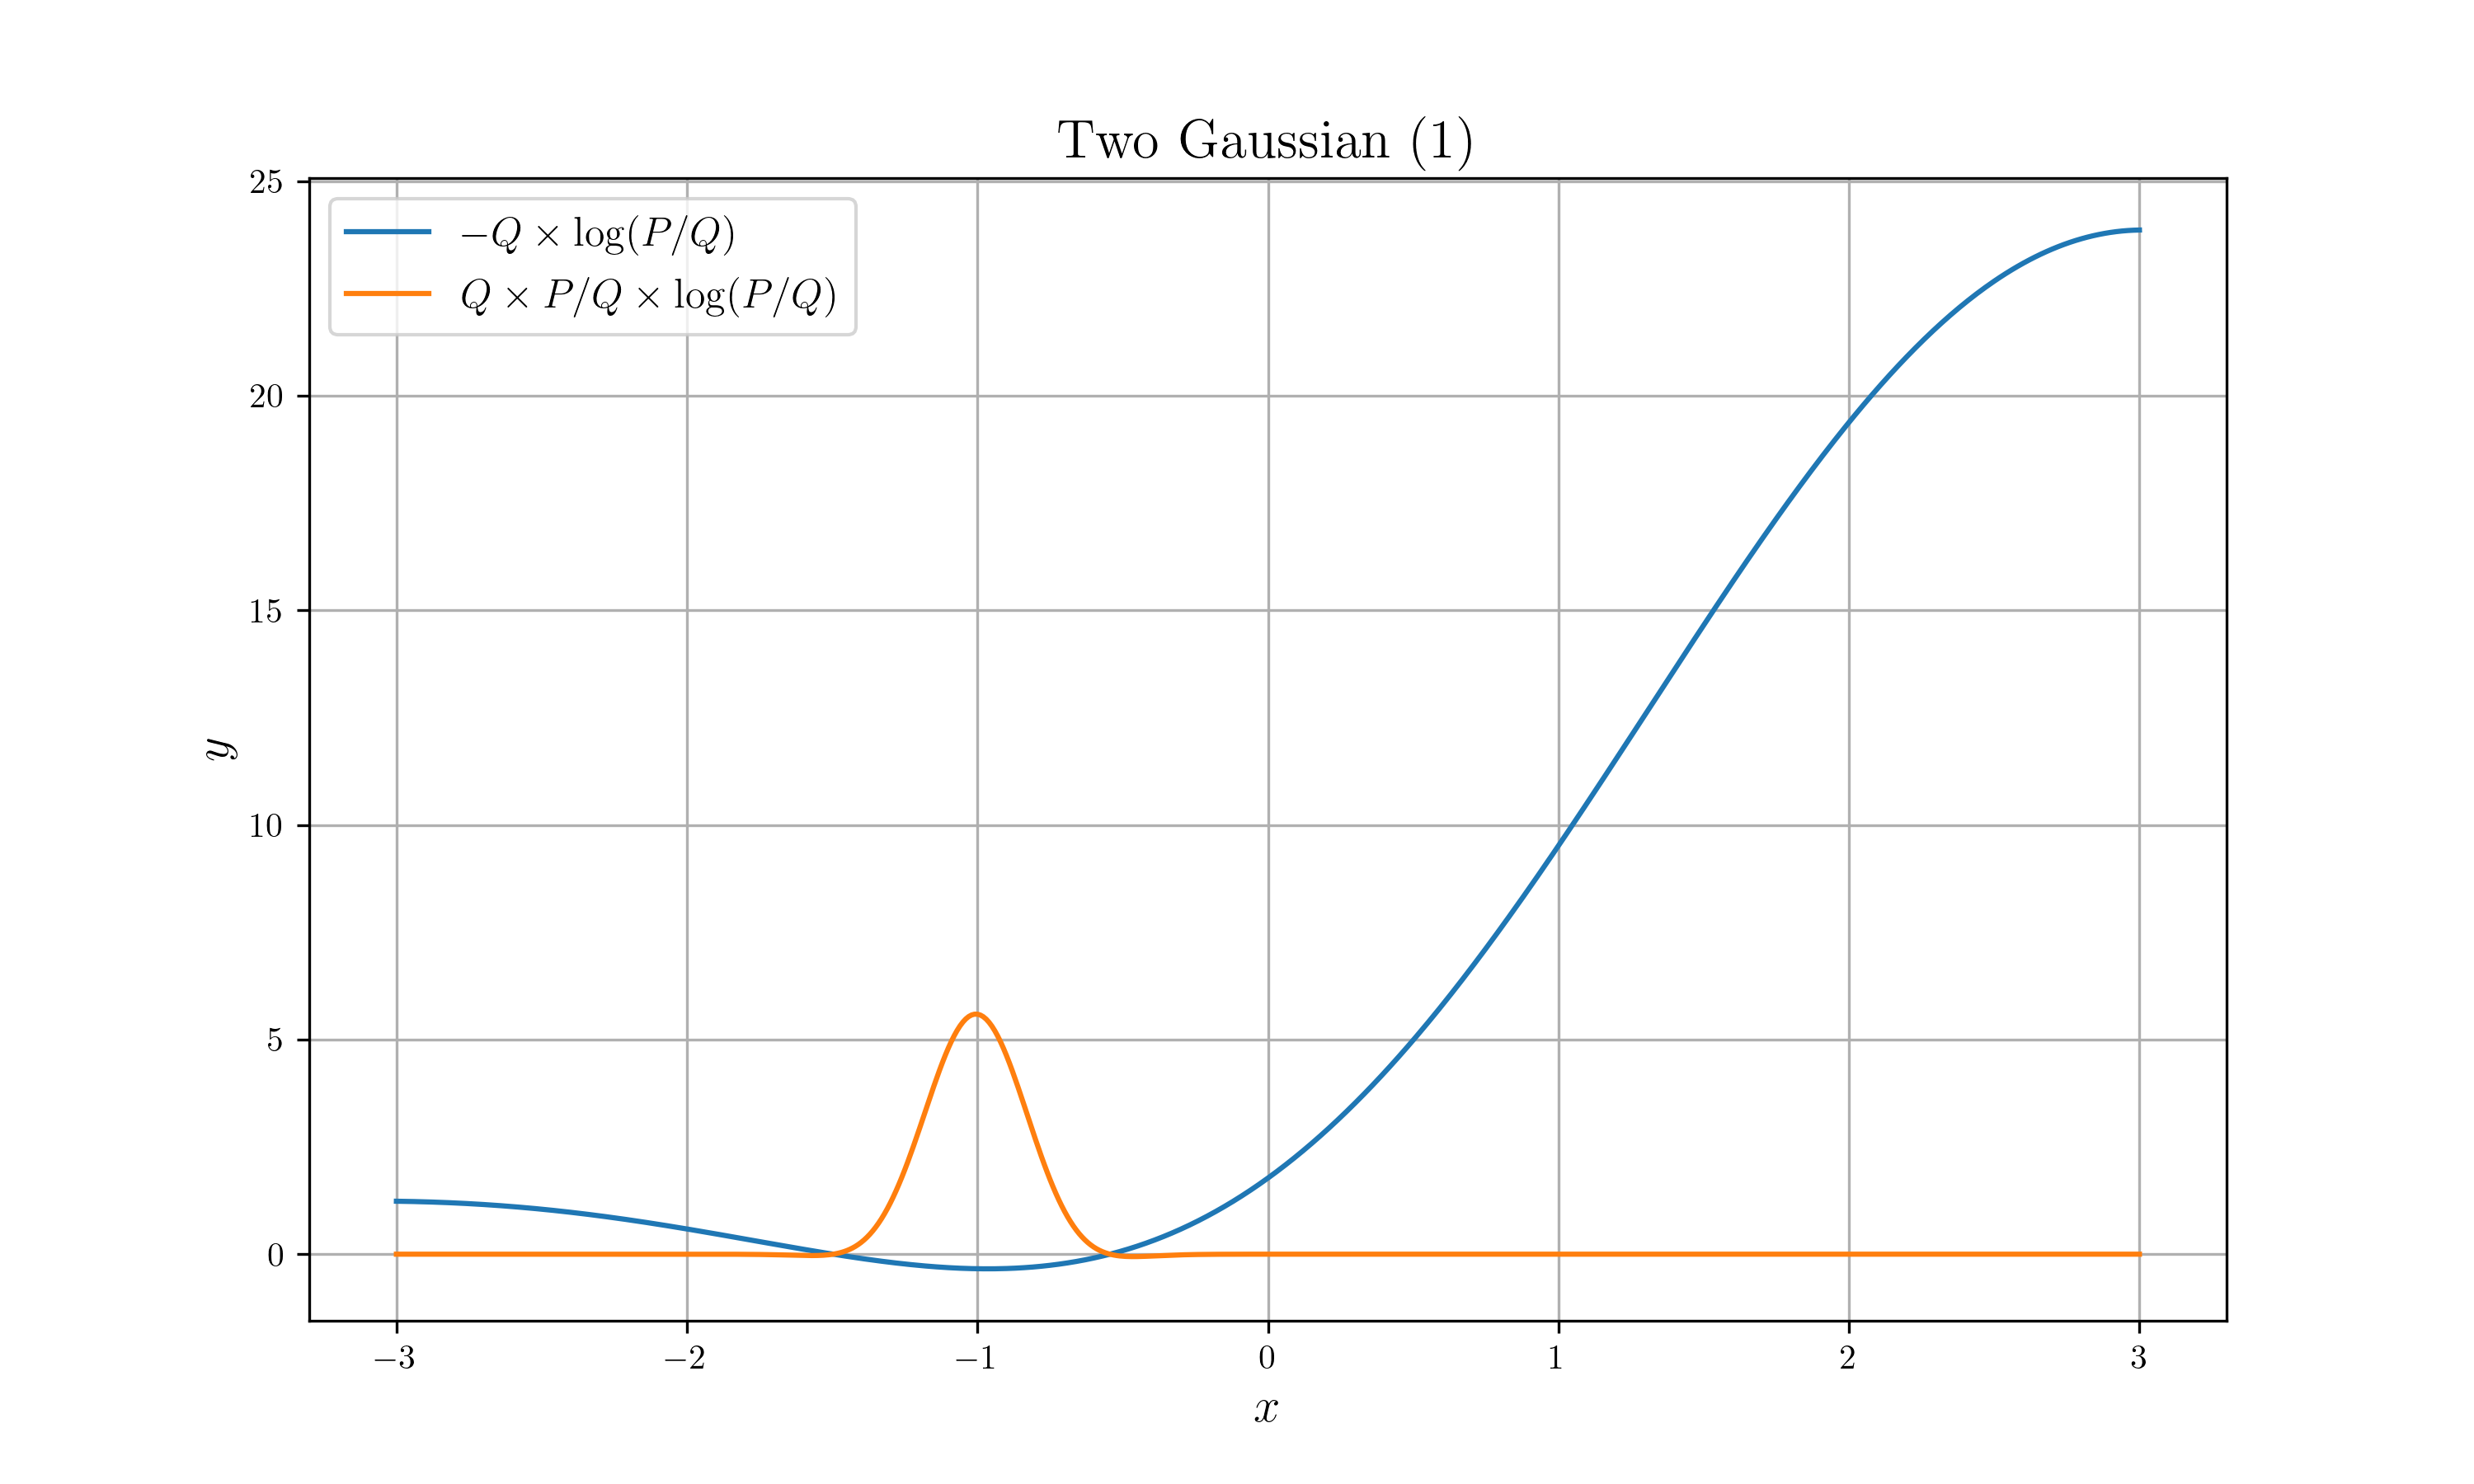 Two Gaussian (1)
25
−Q × log(P/Q)
Q × P/Q × log(P/Q)
20
15
y
10
5
0
−3 −2 −1 0 1 2 3
x